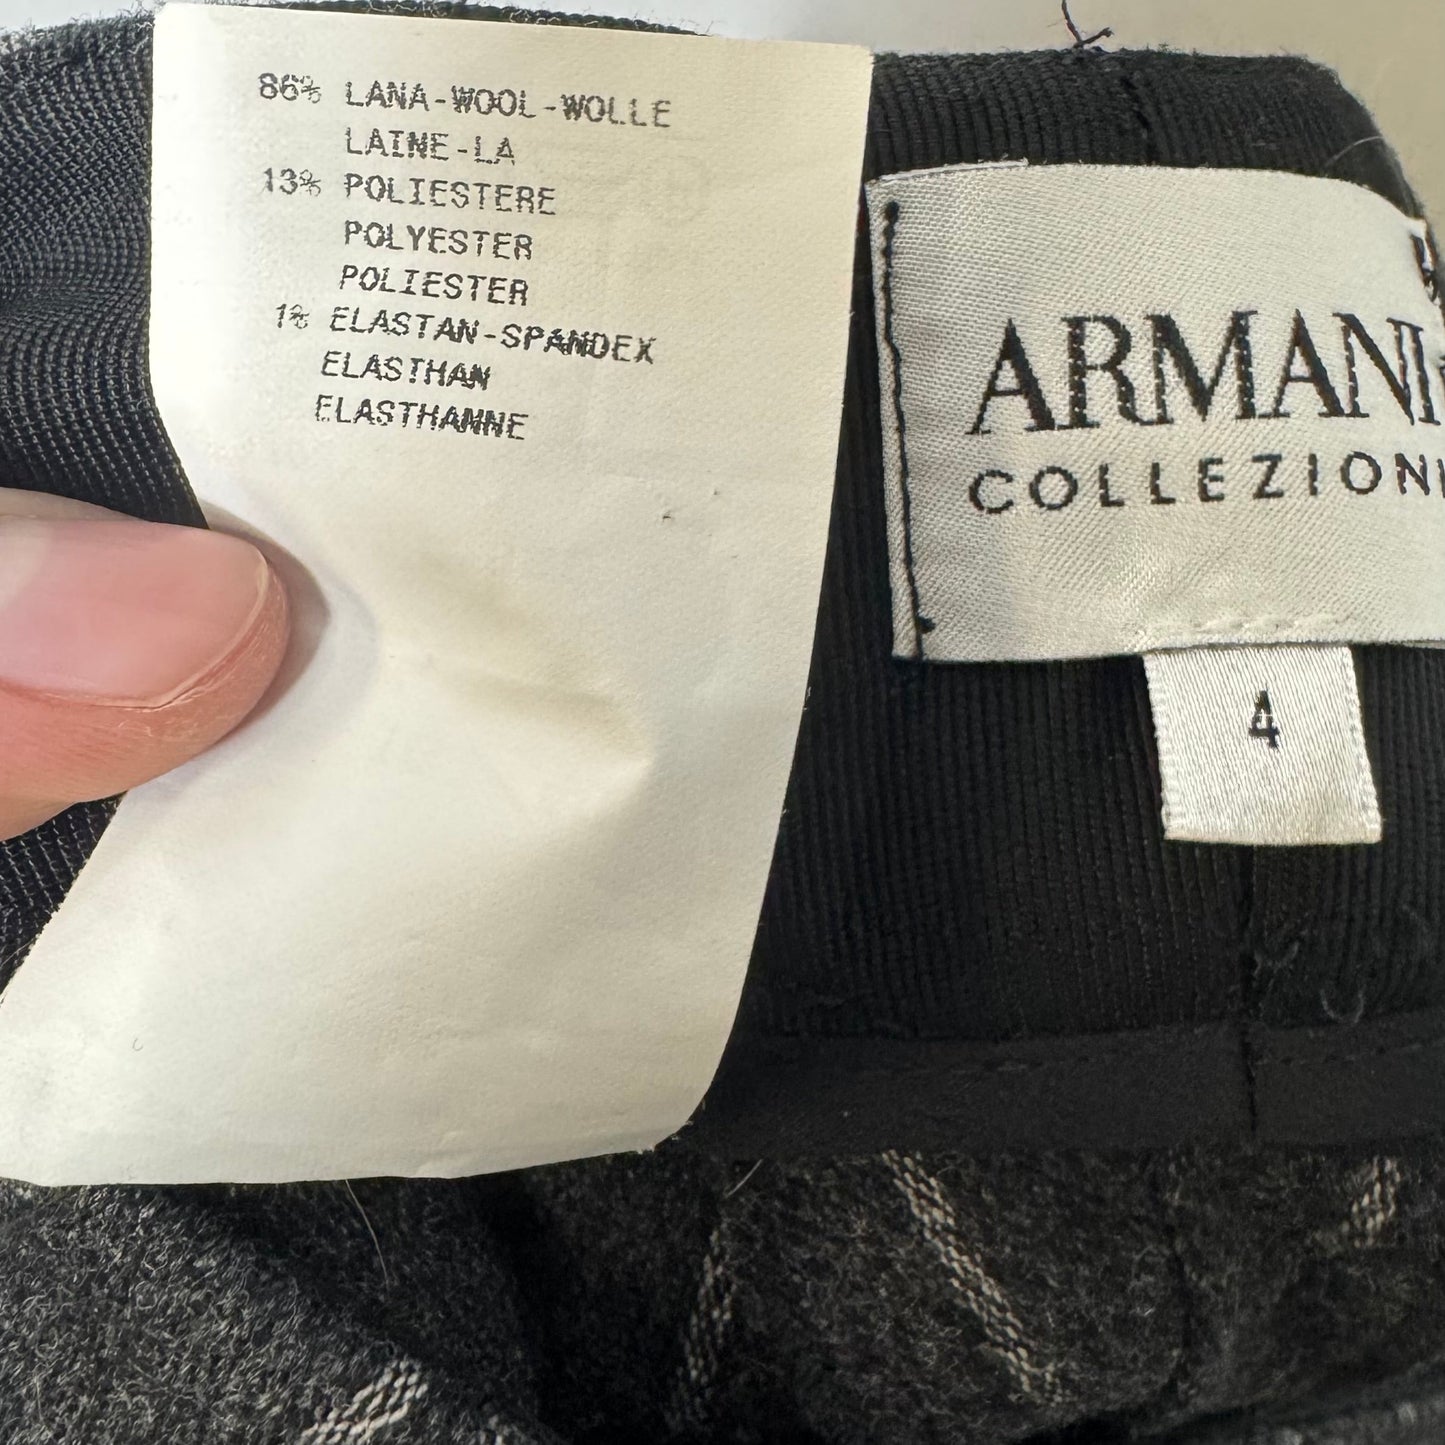 86% LANA-WOOL-WOLLE
LAINE-LA
13% POLIESTERE
POLYESTER
POLIESTER
1% ELASTAN-SPANDEX
ELASTHAN
ELASTHANNE
ARMANI
COLLEZIONI
4